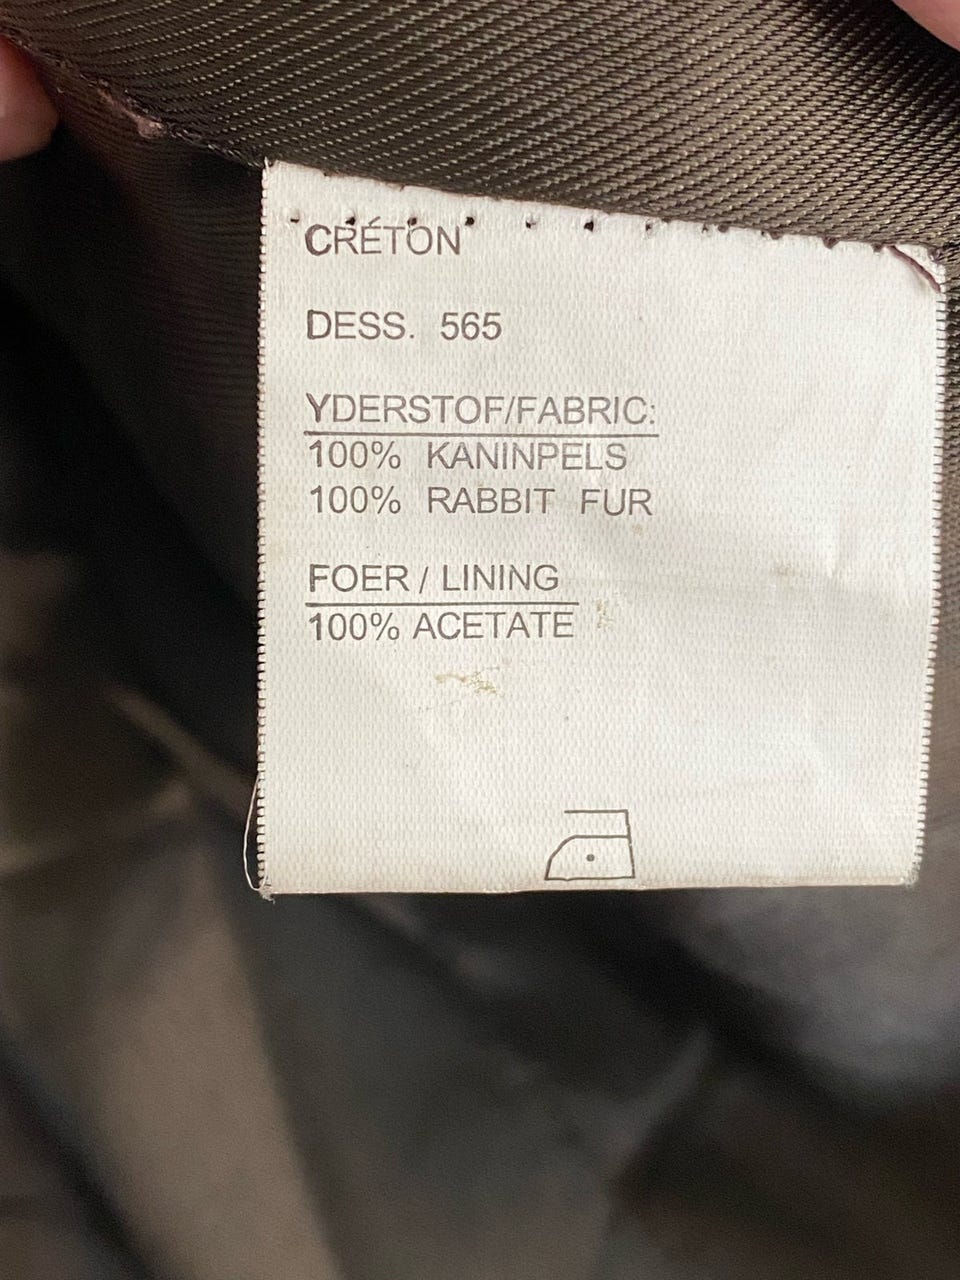 CRÉTON
DESS. 565
YDERSTOF/FABRIC:
100% KANINPELS
100% RABBIT FUR
FOER / LINING
100% ACETATE